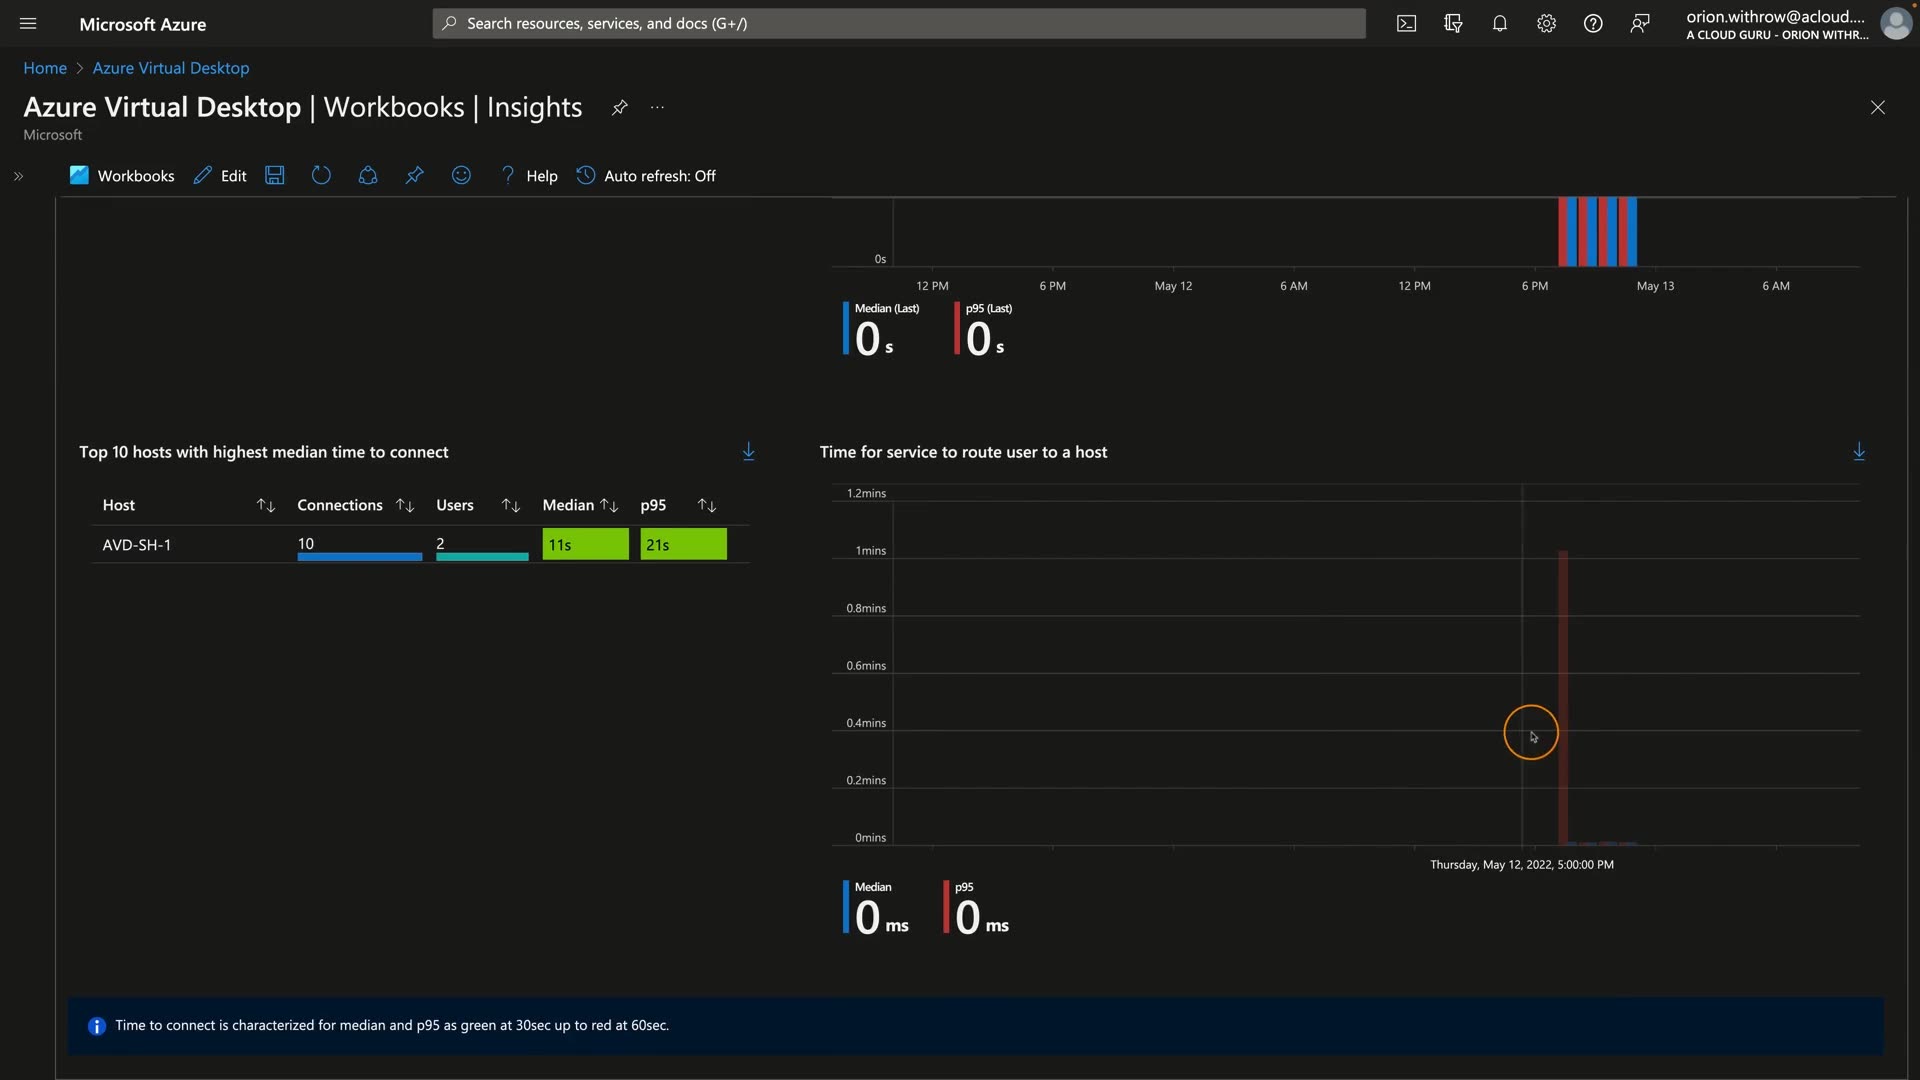 Microsoft Azure
Search resources, services, and docs (G+/)
orion.withrow@acloud....
A CLOUD GURU - ORION WITHR...
Home > Azure Virtual Desktop
Azure Virtual Desktop | Workbooks | Insights
...
Microsoft
Workbooks
Edit
Help
Auto refresh: Off
0s
12 PM
6 PM
May 12
6 AM
12 PM
6 PM
May 13
6 AM
Median (Last)
0 s
p95 (Last)
0 s
Top 10 hosts with highest median time to connect
Host Connections Users Median p95
AVD-SH-1 10 2 11s 21s
Time for service to route user to a host
1.2mins
1mins
0.8mins
0.6mins
0.4mins
0.2mins
0mins
Thursday, May 12, 2022, 5:00:00 PM
Median
0 ms
p95
0 ms
Time to connect is characterized for median and p95 as green at 30sec up to red at 60sec.